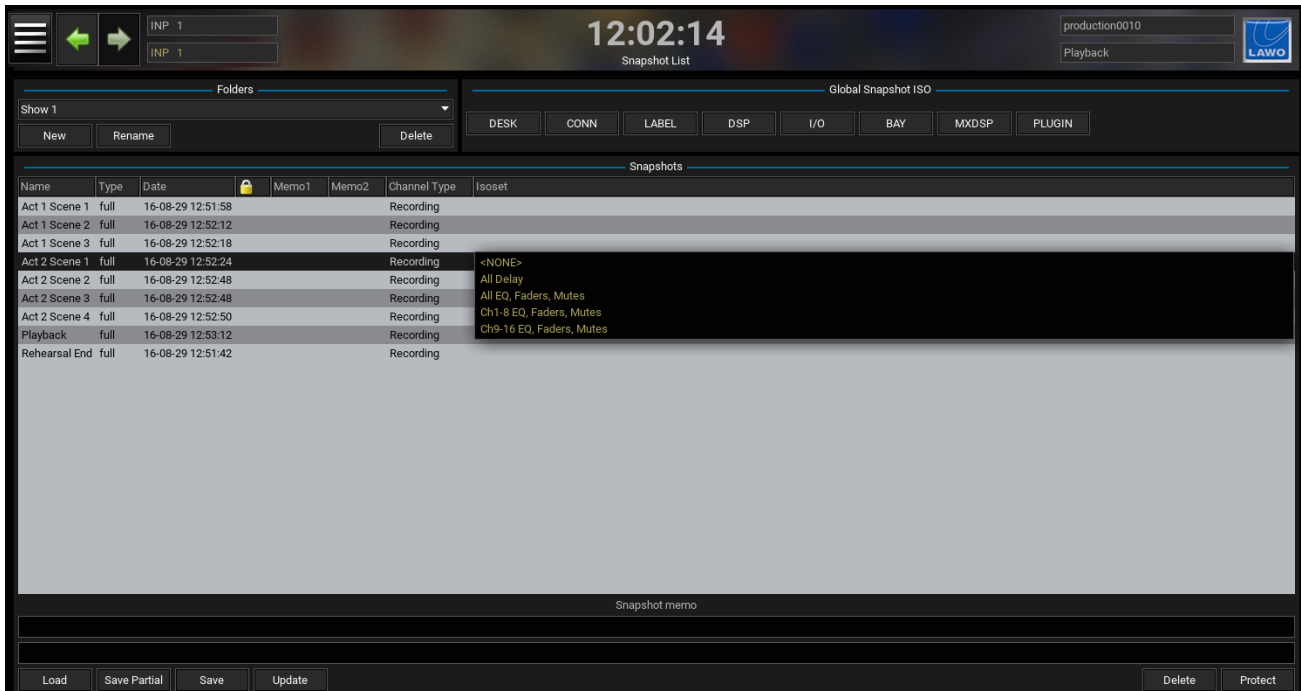 INP 1
INP 1
12:02:14
Snapshot List
production0010
Playback
LAWO
Folders
Show 1
New Rename Delete
Global Snapshot ISO
DESK CONN LABEL DSP I/O BAY MXDSP PLUGIN
Snapshots
Name Type Date Memo1 Memo2 Channel Type Isoset
Act 1 Scene 1 full 16-08-29 12:51:58 Recording
Act 1 Scene 2 full 16-08-29 12:52:12 Recording
Act 1 Scene 3 full 16-08-29 12:52:18 Recording
Act 2 Scene 1 full 16-08-29 12:52:24 Recording
Act 2 Scene 2 full 16-08-29 12:52:48 Recording
Act 2 Scene 3 full 16-08-29 12:52:48 Recording
Act 2 Scene 4 full 16-08-29 12:52:50 Recording
Playback full 16-08-29 12:53:12 Recording
Rehearsal End full 16-08-29 12:51:42 Recording
<NONE>
All Delay
All EQ, Faders, Mutes
Ch1-8 EQ, Faders, Mutes
Ch9-16 EQ, Faders, Mutes
Snapshot memo
Load Save Partial Save Update Delete Protect